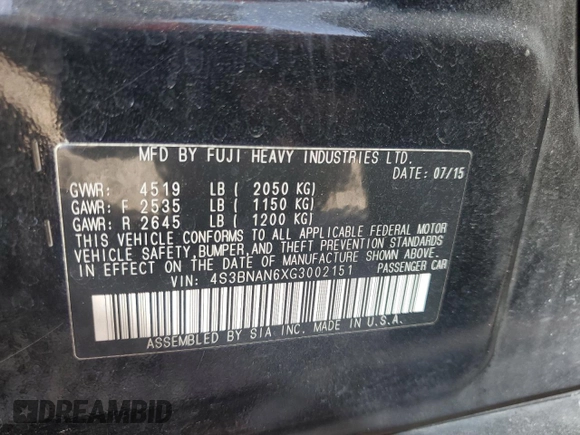 MFD BY FUJI HEAVY INDUSTRIES LTD.
DATE: 07/15
GVWR: 4519 LB ( 2050 KG)
GAWR: F 2535 LB ( 1150 KG)
GAWR: R 2645 LB ( 1200 KG)
THIS VEHICLE CONFORMS TO ALL APPLICABLE FEDERAL MOTOR
VEHICLE SAFETY, BUMPER, AND THEFT PREVENTION STANDARDS
IN EFFECT ON THE DATE OF MANUFACTURE SHOWN ABOVE.
VIN: 4S3BNAN6XG3002151 PASSENGER CAR
ASSEMBLED BY SIA INC. MADE IN U.S.A.
DREAMBID